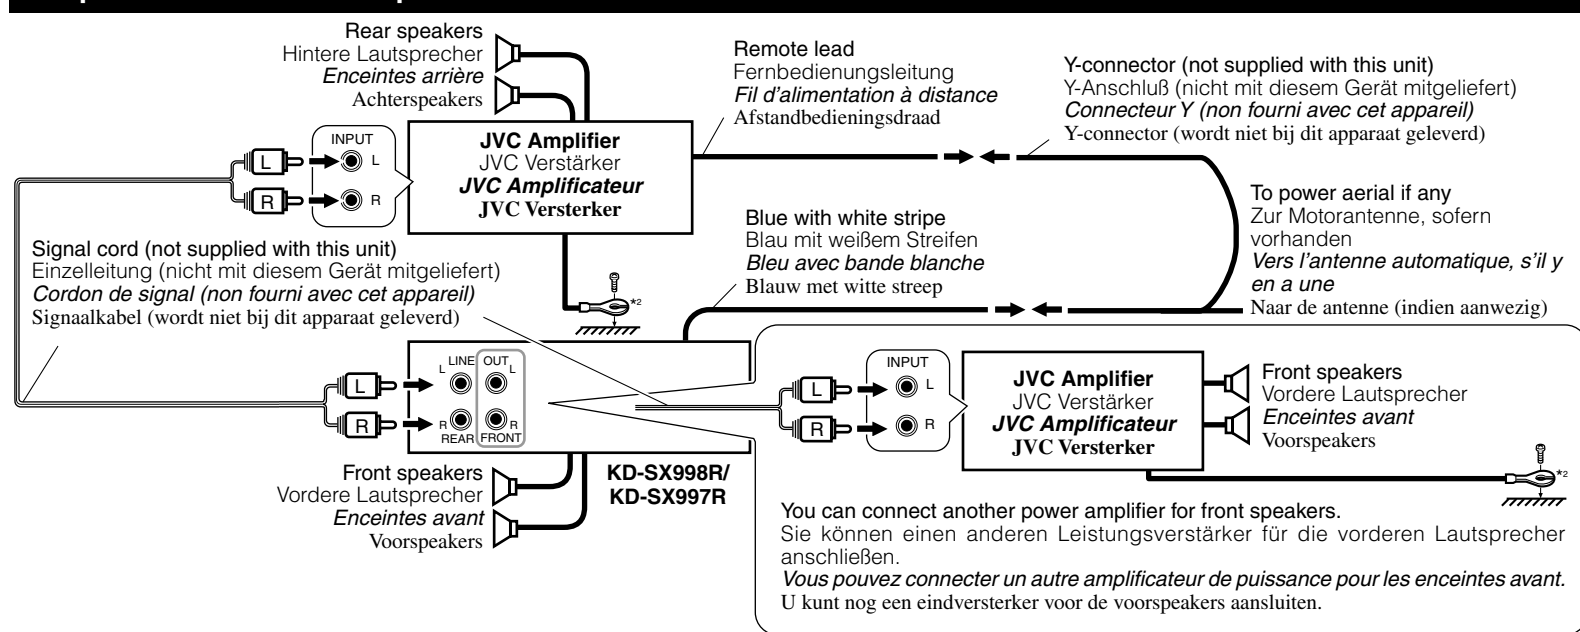 Rear speakers
Hintere Lautsprecher
Enceintes arrière
Achterspeakers
Remote lead
Fernbedienungsleitung
Fil d'alimentation à distance
Afstandbedieningsdraad
Y-connector (not supplied with this unit)
Y-Anschluß (nicht mit diesem Gerät mitgeliefert)
Connecteur Y (non fourni avec cet appareil)
Y-connector (wordt niet bij dit apparaat geleverd)
INPUT
L
L
R
R
JVC Amplifier
JVC Verstärker
JVC Amplificateur
JVC Versterker
To power aerial if any
Zur Motorantenne, sofern
vorhanden
Vers l'antenne automatique, s'il y
en a une
Naar de antenne (indien aanwezig)
Blue with white stripe
Blau mit weißem Streifen
Bleu avec bande blanche
Blauw met witte streep
Signal cord (not supplied with this unit)
Einzelleitung (nicht mit diesem Gerät mitgeliefert)
Cordon de signal (non fourni avec cet appareil)
Signaalkabel (wordt niet bij dit apparaat geleverd)
*2
LINE OUT
L L
L
R
R R
REAR FRONT
KD-SX998R/
KD-SX997R
Front speakers
Vordere Lautsprecher
Enceintes avant
Voorspeakers
INPUT
L
L
R
R
JVC Amplifier
JVC Verstärker
JVC Amplificateur
JVC Versterker
Front speakers
Vordere Lautsprecher
Enceintes avant
Voorspeakers
*2
You can connect another power amplifier for front speakers.
Sie können einen anderen Leistungsverstärker für die vorderen Lautsprecher
anschließen.
Vous pouvez connecter un autre amplificateur de puissance pour les enceintes avant.
U kunt nog een eindversterker voor de voorspeakers aansluiten.